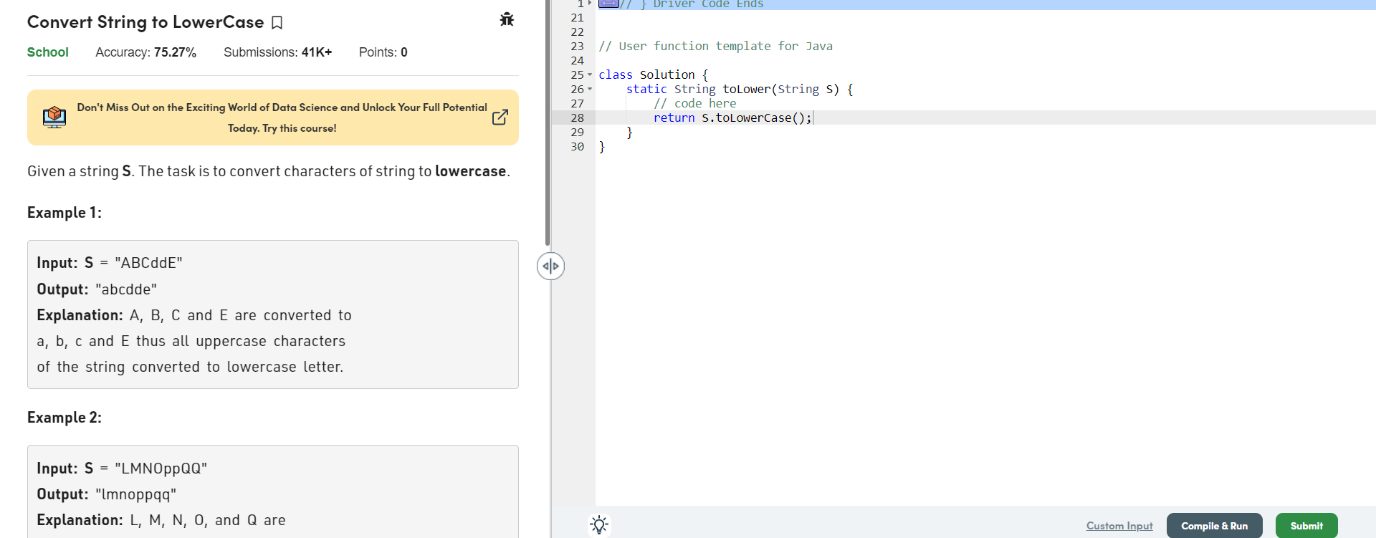 Convert String to LowerCase
School Accuracy: 75.27% Submissions: 41K+ Points: 0
Don't Miss Out on the Exciting World of Data Science and Unlock Your Full Potential
Today. Try this course!
Given a string S. The task is to convert characters of string to lowercase.
Example 1:
Input: S = "ABCddE"
Output: "abcdde"
Explanation: A, B, C and E are converted to
a, b, c and E thus all uppercase characters
of the string converted to lowercase letter.
Example 2:
Input: S = "LMNOppQQ"
Output: "lmnoppqq"
Explanation: L, M, N, O, and Q are
1 // } Driver Code Ends
21
22
23 // User function template for Java
24
25 class Solution {
26 static String toLower(String S) {
27 // code here
28 return S.toLowerCase();
29 }
30 }
Custom Input Compile & Run Submit